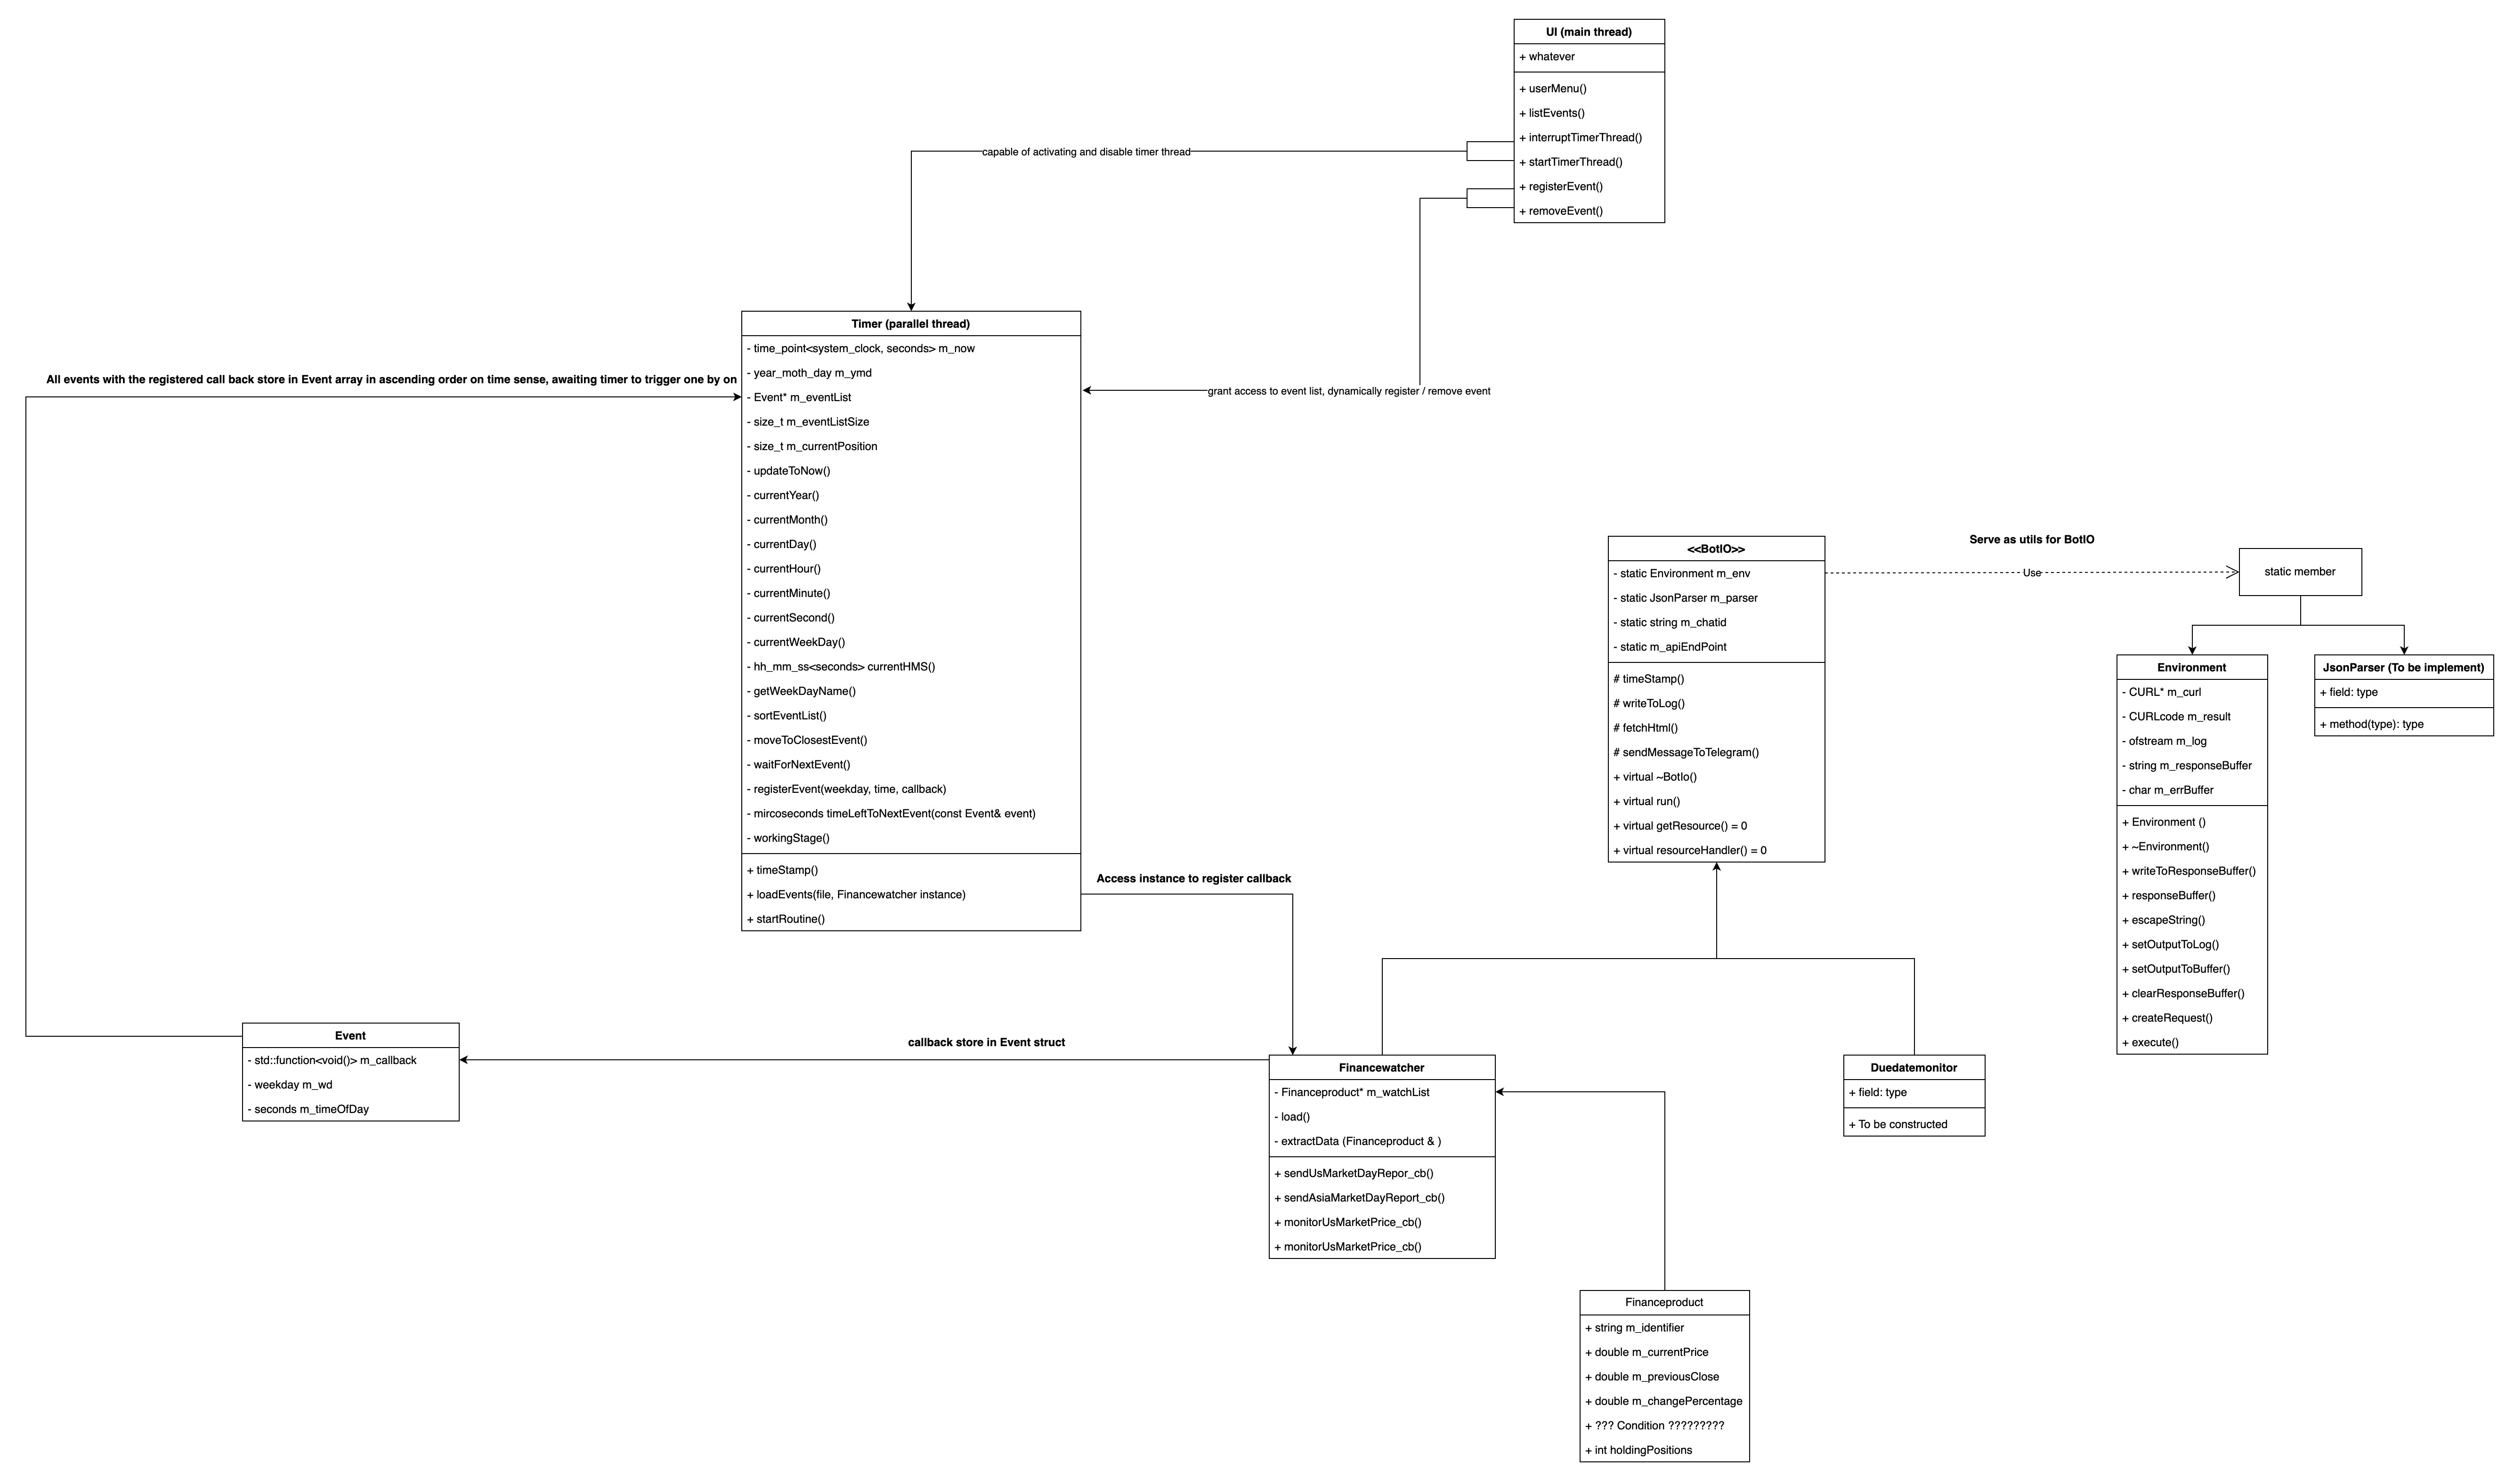 UI (main thread)
+ whatever
+ userMenu()
+ listEvents()
+ interruptTimerThread()
+ startTimerThread()
+ registerEvent()
+ removeEvent()
capable of activating and disable timer thread
grant access to event list, dynamically register / remove event
All events with the registered call back store in Event array in ascending order on time sense, awaiting timer to trigger one by on
Timer (parallel thread)
- time_point<system_clock, seconds> m_now
- year_moth_day m_ymd
- Event* m_eventList
- size_t m_eventListSize
- size_t m_currentPosition
- updateToNow()
- currentYear()
- currentMonth()
- currentDay()
- currentHour()
- currentMinute()
- currentSecond()
- currentWeekDay()
- hh_mm_ss<seconds> currentHMS()
- getWeekDayName()
- sortEventList()
- moveToClosestEvent()
- waitForNextEvent()
- registerEvent(weekday, time, callback)
- mircoseconds timeLeftToNextEvent(const Event& event)
- workingStage()
+ timeStamp()
+ loadEvents(file, Financewatcher instance)
+ startRoutine()
Access instance to register callback
<<BotIO>>
- static Environment m_env
- static JsonParser m_parser
- static string m_chatid
- static m_apiEndPoint
# timeStamp()
# writeToLog()
# fetchHtml()
# sendMessageToTelegram()
+ virtual ~BotIo()
+ virtual run()
+ virtual getResource() = 0
+ virtual resourceHandler() = 0
Serve as utils for BotIO
Use
static member
Environment
- CURL* m_curl
- CURLcode m_result
- ofstream m_log
- string m_responseBuffer
- char m_errBuffer
+ Environment ()
+ ~Environment()
+ writeToResponseBuffer()
+ responseBuffer()
+ escapeString()
+ setOutputToLog()
+ setOutputToBuffer()
+ clearResponseBuffer()
+ createRequest()
+ execute()
JsonParser (To be implement)
+ field: type
+ method(type): type
Event
- std::function<void()> m_callback
- weekday m_wd
- seconds m_timeOfDay
callback store in Event struct
Financewatcher
- Financeproduct* m_watchList
- load()
- extractData (Financeproduct & )
+ sendUsMarketDayRepor_cb()
+ sendAsiaMarketDayReport_cb()
+ monitorUsMarketPrice_cb()
+ monitorUsMarketPrice_cb()
Duedatemonitor
+ field: type
+ To be constructed
Financeproduct
+ string m_identifier
+ double m_currentPrice
+ double m_previousClose
+ double m_changePercentage
+ ??? Condition ?????????
+ int holdingPositions